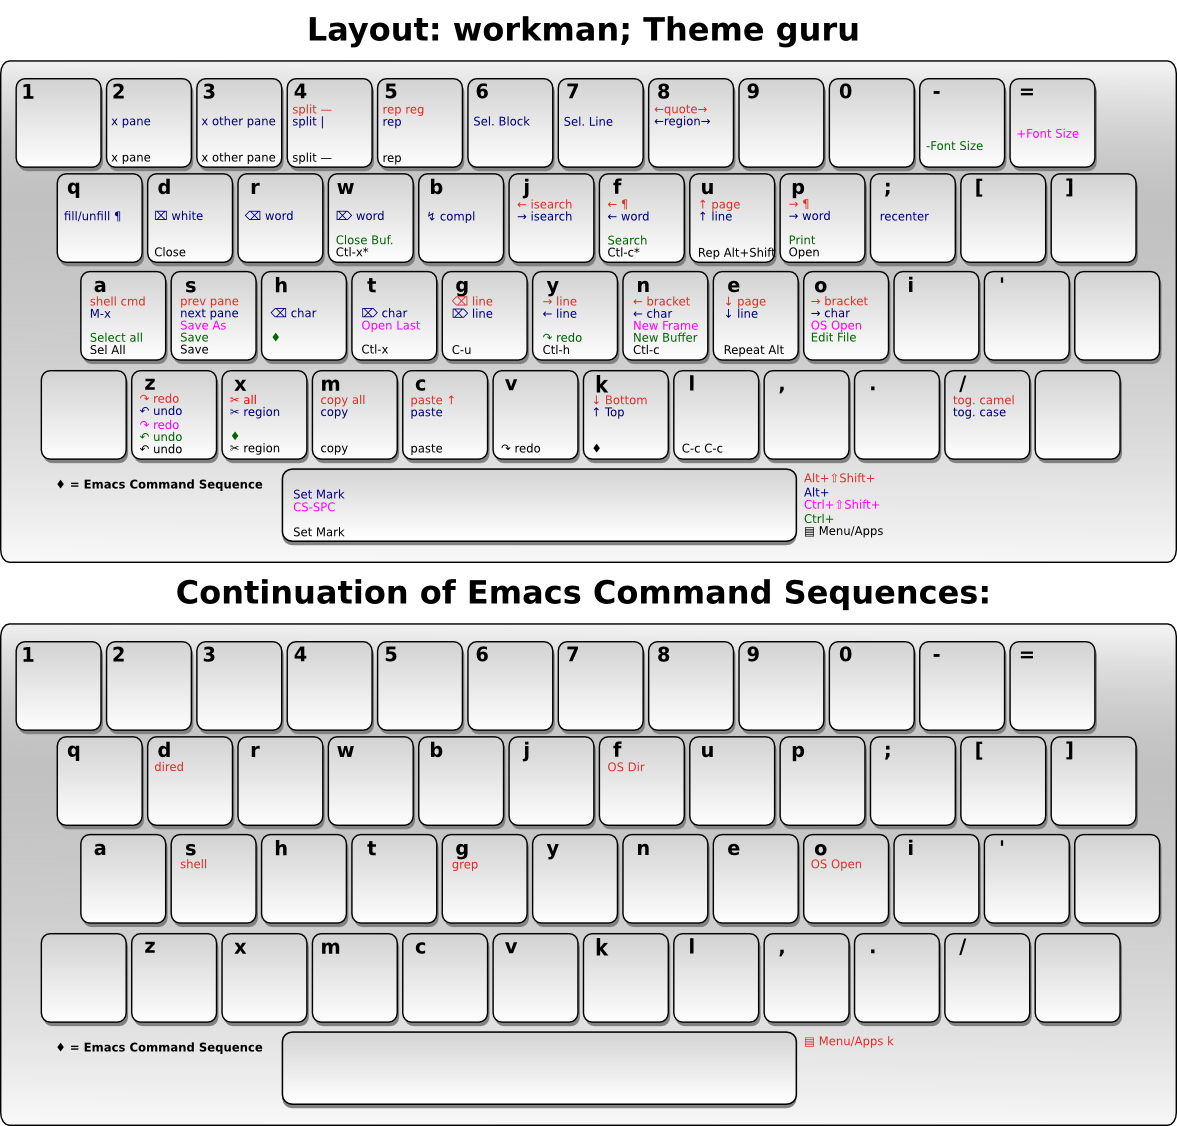 Layout: workman; Theme guru
1
2
x pane
x pane
3
x other pane
x other pane
4
split —
split |
split —
5
rep reg
rep
rep
6
Sel. Block
7
Sel. Line
8
←quote→
←region→
9
0
-
-Font Size
=
+Font Size
q
fill/unfill ¶
d
⌧ white
Close
r
⌫ word
w
⌦ word
Close Buf.
Ctl-x*
b
↯ compl
j
← isearch
→ isearch
f
← ¶
← word
Search
Ctl-c*
u
↑ page
↑ line
Rep Alt+Shift
p
→ ¶
→ word
Print
Open
;
recenter
[
]
a
shell cmd
M-x
Select all
Sel All
s
prev pane
next pane
Save As
Save
Save
h
⌫ char
♦
t
⌦ char
Open Last
Ctl-x
g
⌫ line
⌦ line
C-u
y
→ line
← line
↷ redo
Ctl-h
n
← bracket
← char
New Frame
New Buffer
Ctl-c
e
↓ page
↓ line
Repeat Alt
o
→ bracket
→ char
OS Open
Edit File
i
'
z
↷ redo
↶ undo
↷ redo
↶ undo
↶ undo
x
✂ all
✂ region
♦
✂ region
m
copy all
copy
copy
c
paste ↑
paste
paste
v
↷ redo
k
↓ Bottom
↑ Top
♦
l
C-c C-c
,
.
/
tog. camel
tog. case
♦ = Emacs Command Sequence
Set Mark
CS-SPC
Set Mark
Alt+⇧Shift+
Alt+
Ctrl+⇧Shift+
Ctrl+
▤ Menu/Apps
Continuation of Emacs Command Sequences:
1
2
3
4
5
6
7
8
9
0
-
=
q
d
dired
r
w
b
j
f
OS Dir
u
p
;
[
]
a
s
shell
h
t
g
grep
y
n
e
o
OS Open
i
'
z
x
m
c
v
k
l
,
.
/
♦ = Emacs Command Sequence
▤ Menu/Apps k